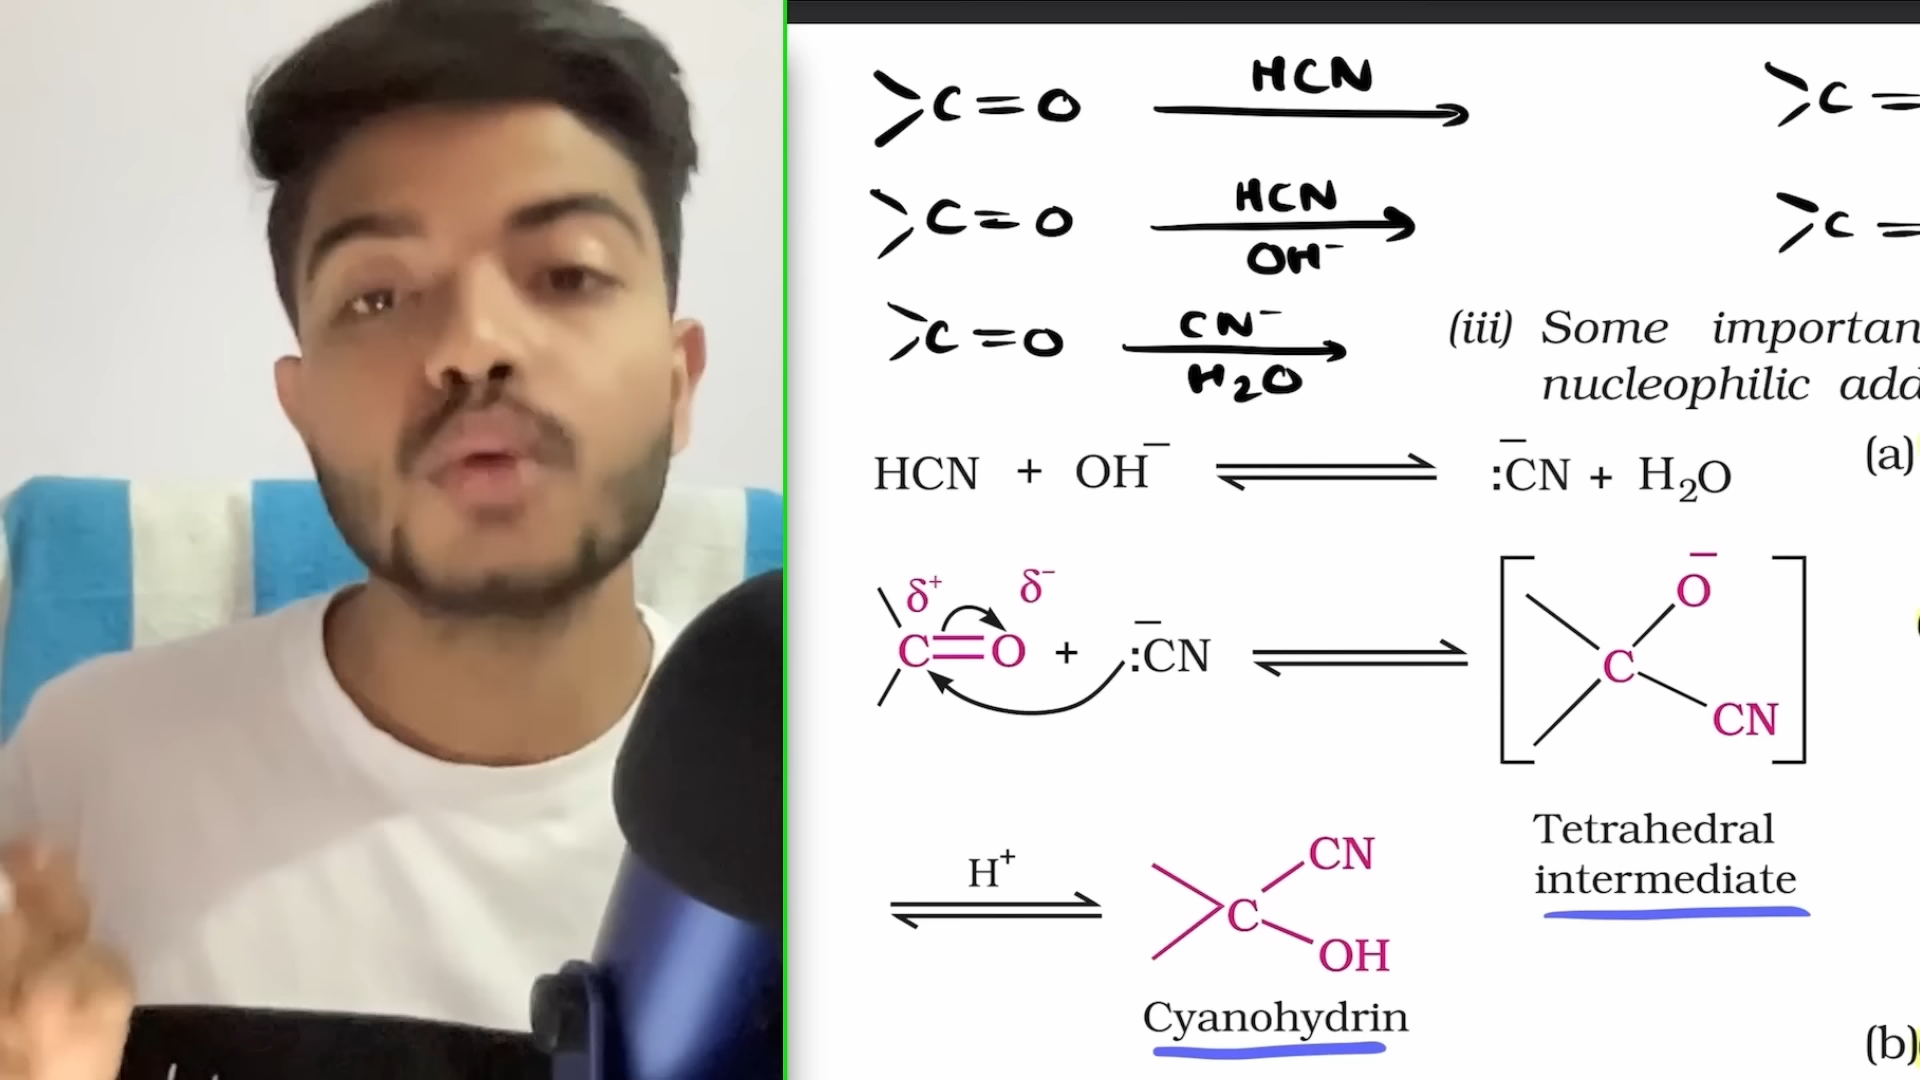 >C=O HCN →
>C=
>C=O HCN OH⁻ →
>C=
>C=O CN⁻ H₂O →
(iii) Some importan
nucleophilic add
(a)
HCN + OH⁻ ⇌ :C̄N + H₂O
δ⁺ δ⁻
C=O + :C̄N ⇌ [C O⁻ CN]
Tetrahedral
intermediate
H⁺ ⇌ C CN OH
Cyanohydrin
(b)